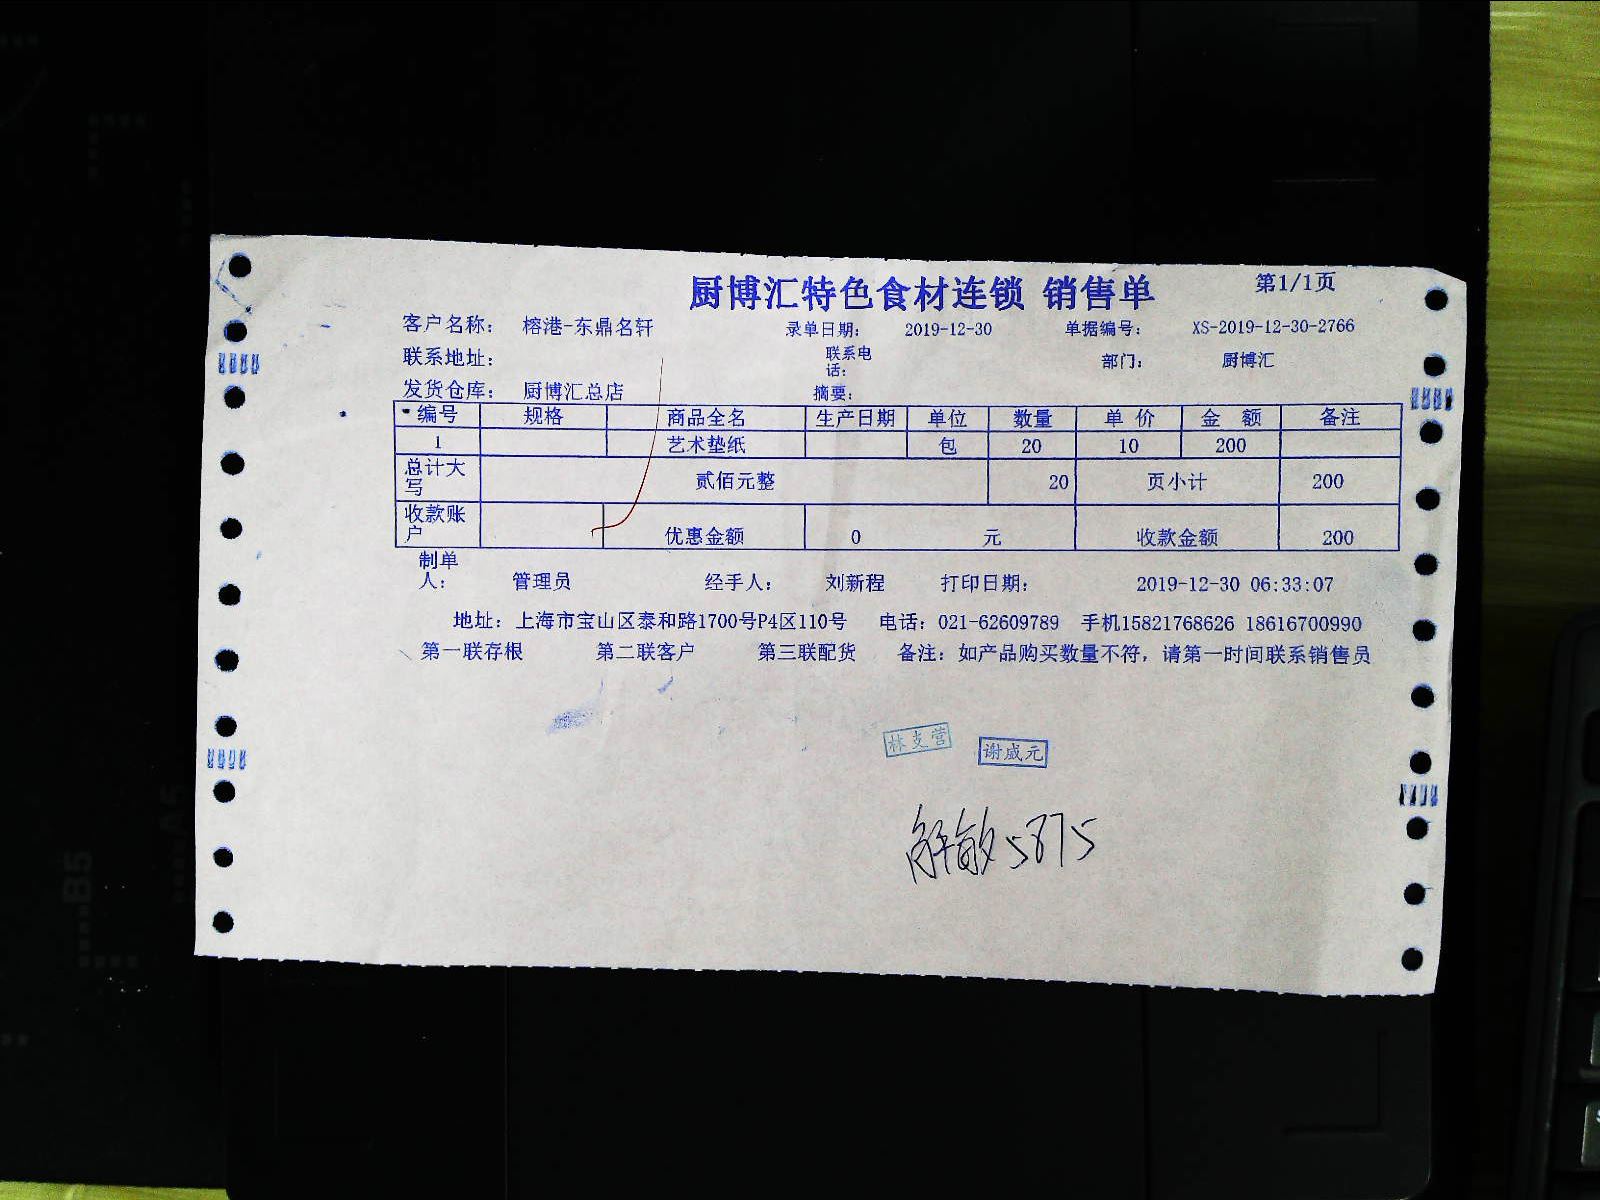 厨博汇特色食材连锁 销售单 第1/1页
客户名称： 榕港-东鼎名轩 录单日期： 2019-12-30 单据编号： XS-2019-12-30-2766
联系地址： 联系电话： 部门： 厨博汇
发货仓库： 厨博汇总店 摘要：
编号 规格 商品全名 生产日期 单位 数量 单 价 金 额 备注
1 艺术垫纸 包 20 10 200
总计大写 贰佰元整 20 页小计 200
收款账户 优惠金额 0 元 收款金额 200
制单人： 管理员 经手人： 刘新程 打印日期： 2019-12-30 06:33:07
地址：上海市宝山区泰和路1700号P4区110号 电话：021-62609789 手机15821768626 18616700990
第一联存根 第二联客户 第三联配货 备注：如产品购买数量不符，请第一时间联系销售员
林支营 谢威元
解敏5875
B5
A5